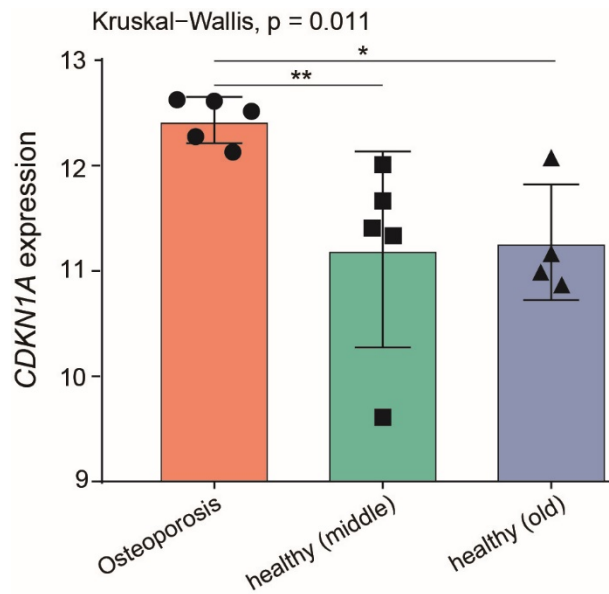 Kruskal−Wallis, p = 0.011
*
**
13
12
11
10
9
CDKN1A expression
Osteoporosis
healthy (middle)
healthy (old)